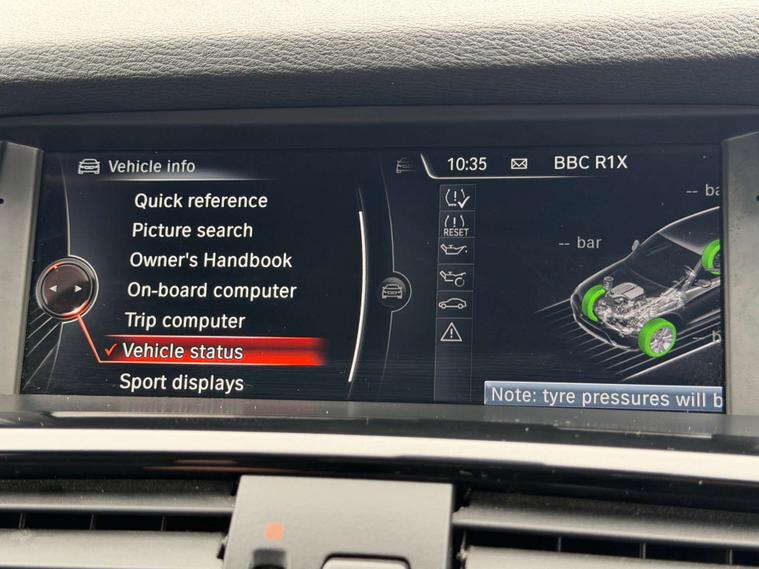 Vehicle info
10:35
BBC R1X
Quick reference
Picture search
Owner's Handbook
On-board computer
Trip computer
Vehicle status
Sport displays
RESET
-- ba
-- bar
-- b
Note: tyre pressures will b